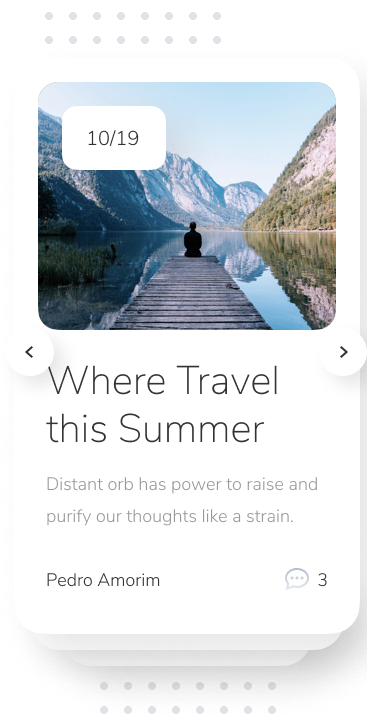 10/19
Where Travel
this Summer
Distant orb has power to raise and
purify our thoughts like a strain.
Pedro Amorim
3